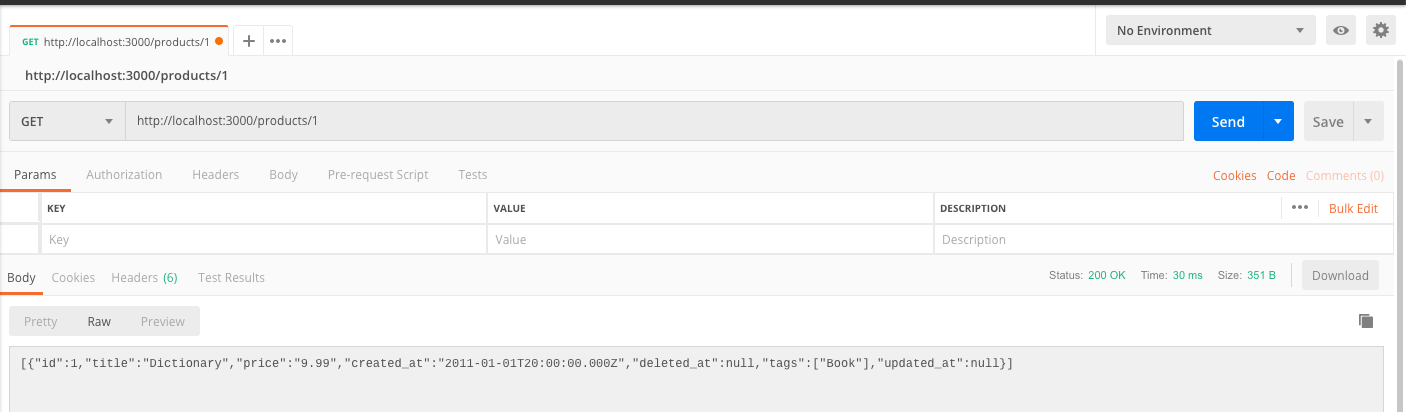 GET http://localhost:3000/products/1
No Environment
http://localhost:3000/products/1
GET http://localhost:3000/products/1 Send Save
Params Authorization Headers Body Pre-request Script Tests Cookies Code Comments (0)
KEY VALUE DESCRIPTION Bulk Edit
Key Value Description
Body Cookies Headers (6) Test Results Status: 200 OK Time: 30 ms Size: 351 B Download
Pretty Raw Preview
[{"id":1,"title":"Dictionary","price":"9.99","created_at":"2011-01-01T20:00:00.000Z","deleted_at":null,"tags":["Book"],"updated_at":null}]